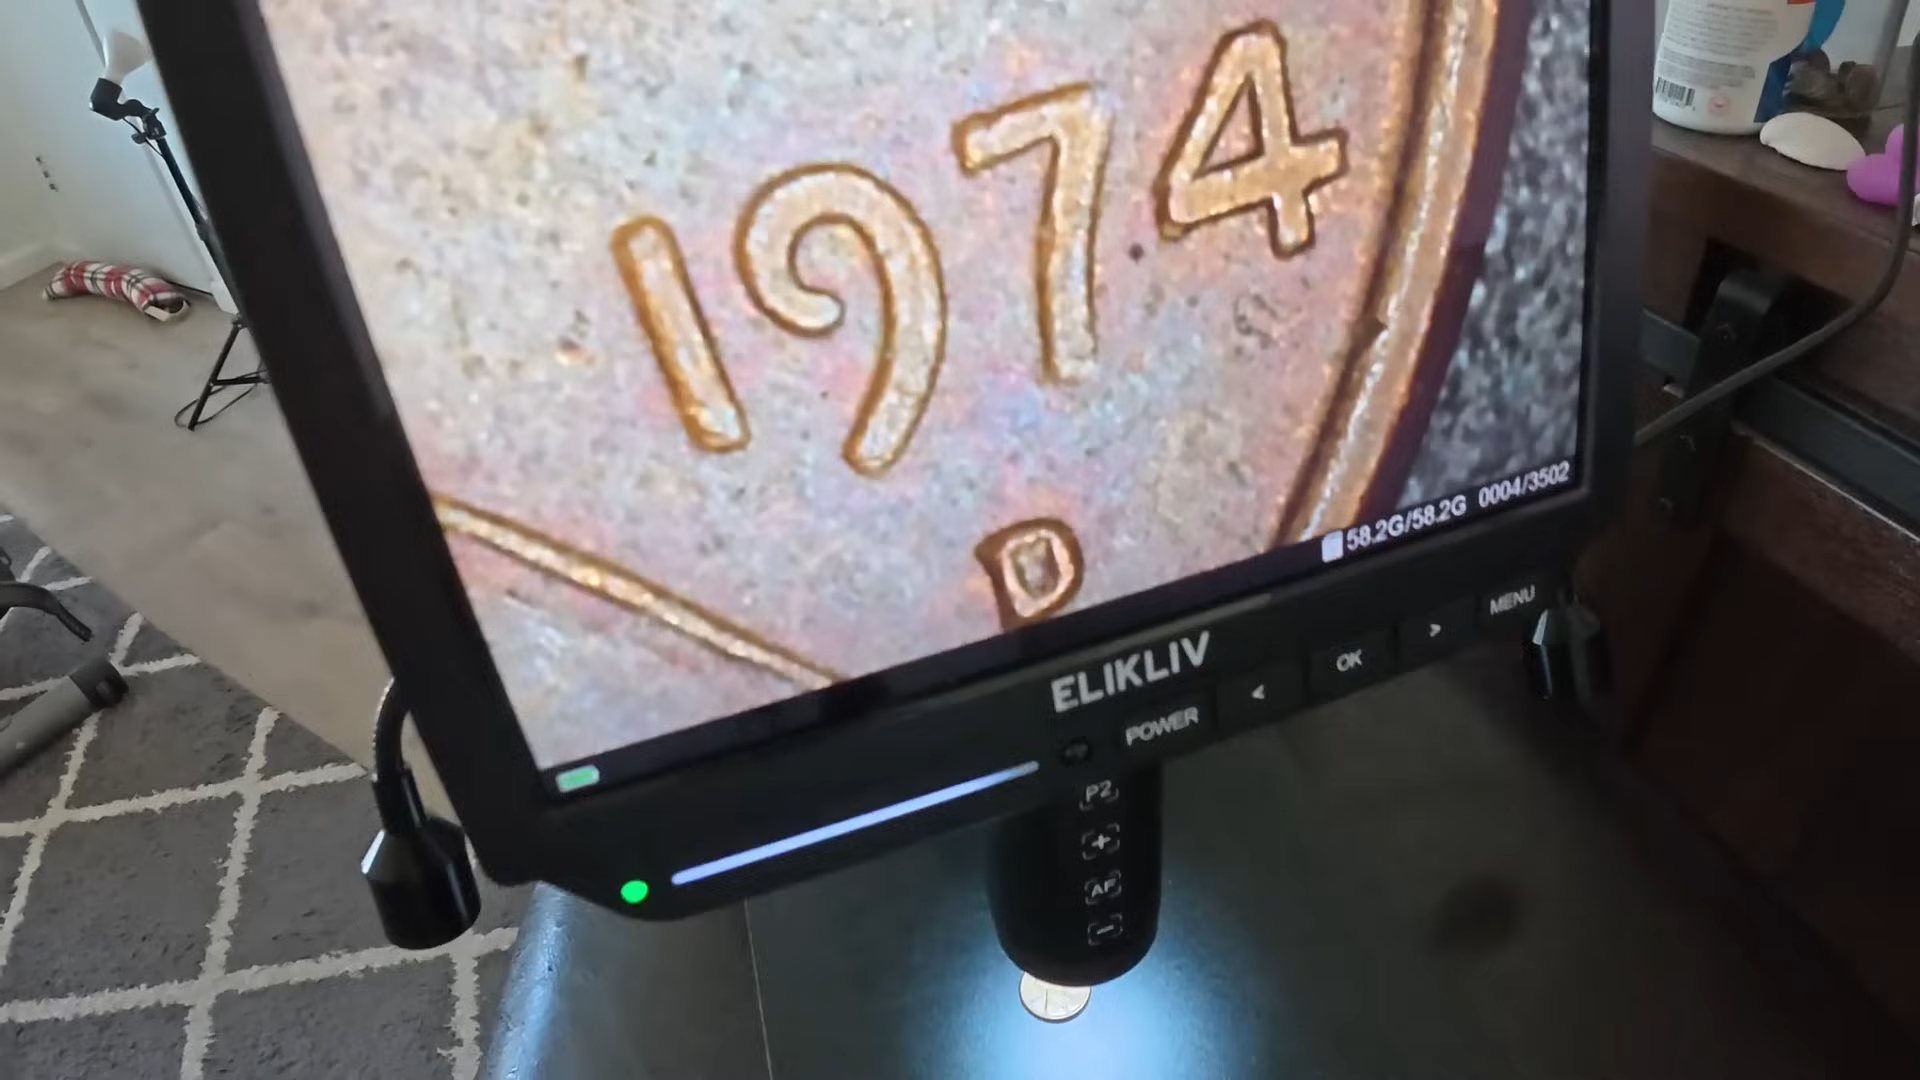 1974
D
58.2G/58.2G 0004/3502
ELIKLIV
POWER < OK > MENU
P2
+
AF
-